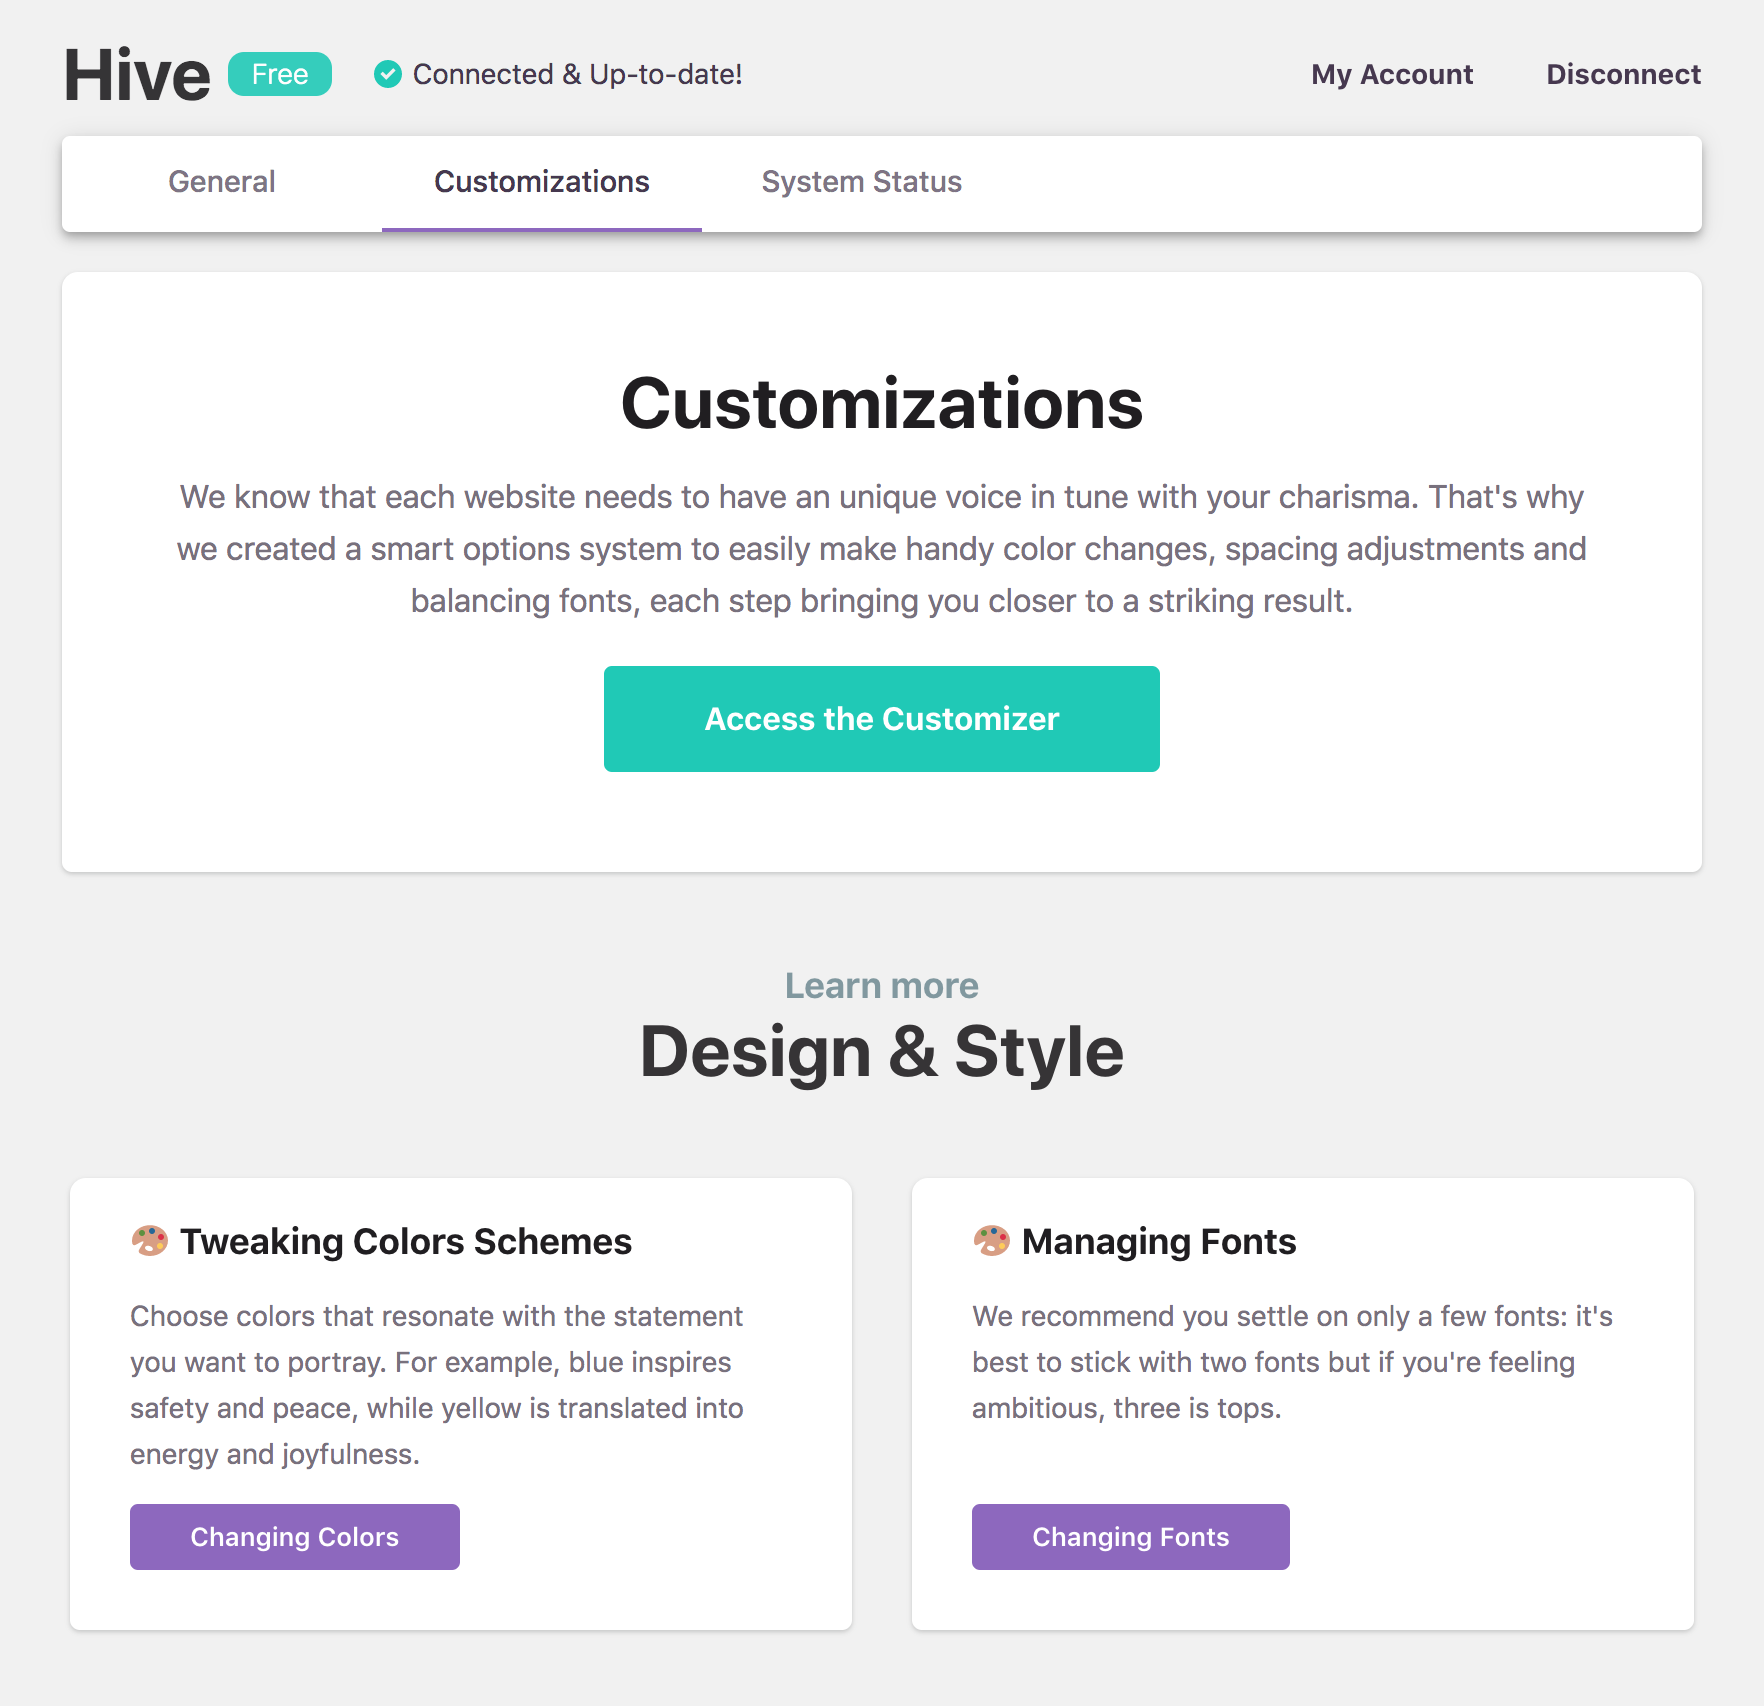 Hive Free Connected & Up-to-date! My Account Disconnect
General Customizations System Status
Customizations
We know that each website needs to have an unique voice in tune with your charisma. That's why
we created a smart options system to easily make handy color changes, spacing adjustments and
balancing fonts, each step bringing you closer to a striking result.
Access the Customizer
Learn more
Design & Style
Tweaking Colors Schemes
Choose colors that resonate with the statement
you want to portray. For example, blue inspires
safety and peace, while yellow is translated into
energy and joyfulness.
Changing Colors
Managing Fonts
We recommend you settle on only a few fonts: it's
best to stick with two fonts but if you're feeling
ambitious, three is tops.
Changing Fonts